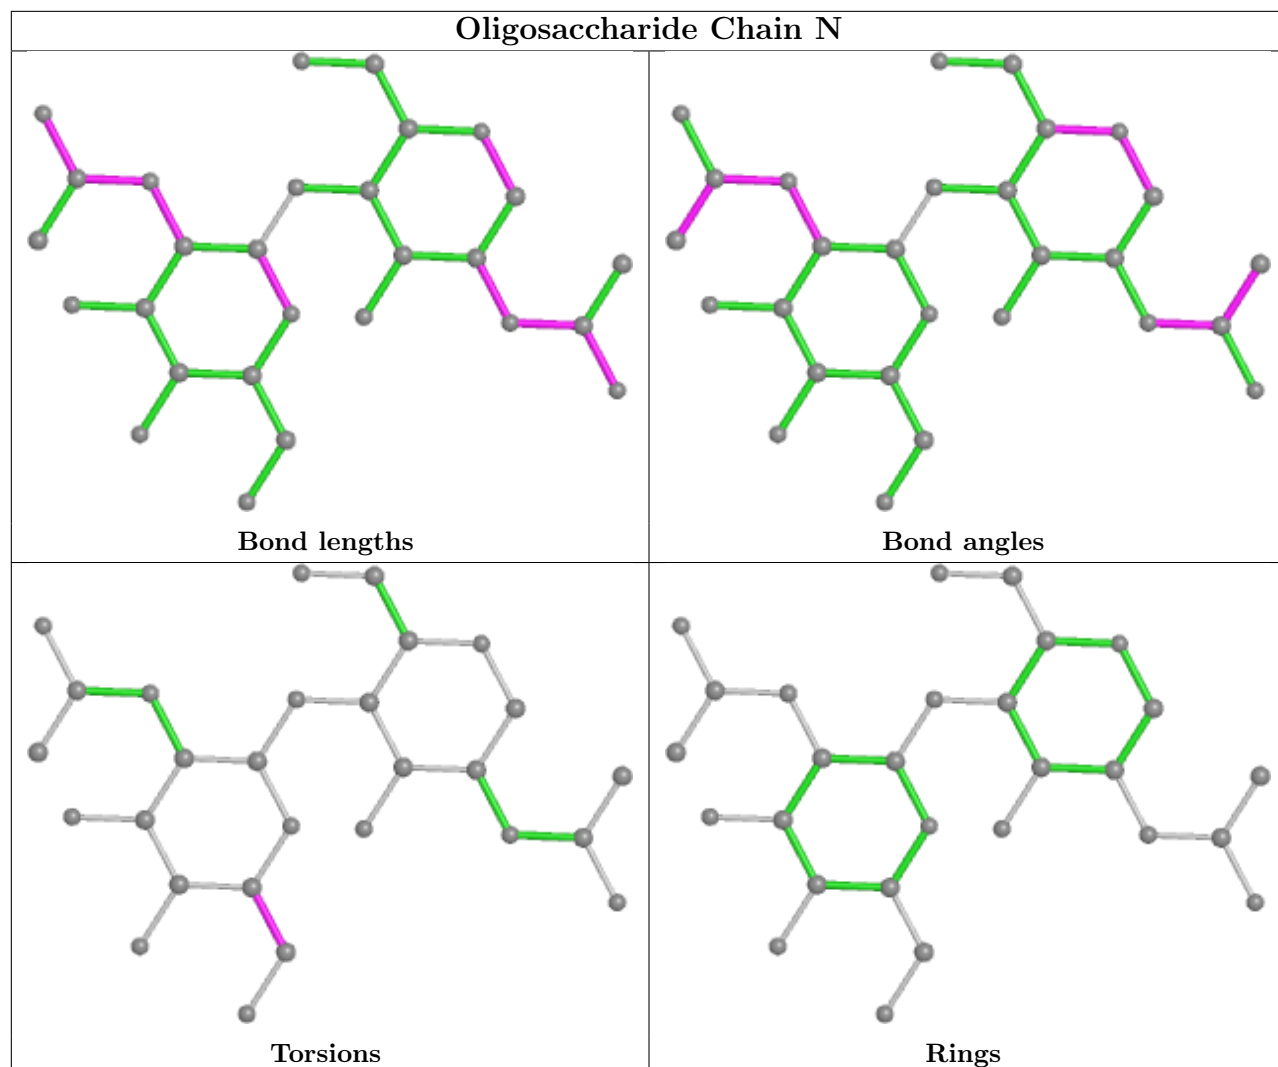 Oligosaccharide Chain N
Bond lengths
Bond angles
Torsions
Rings